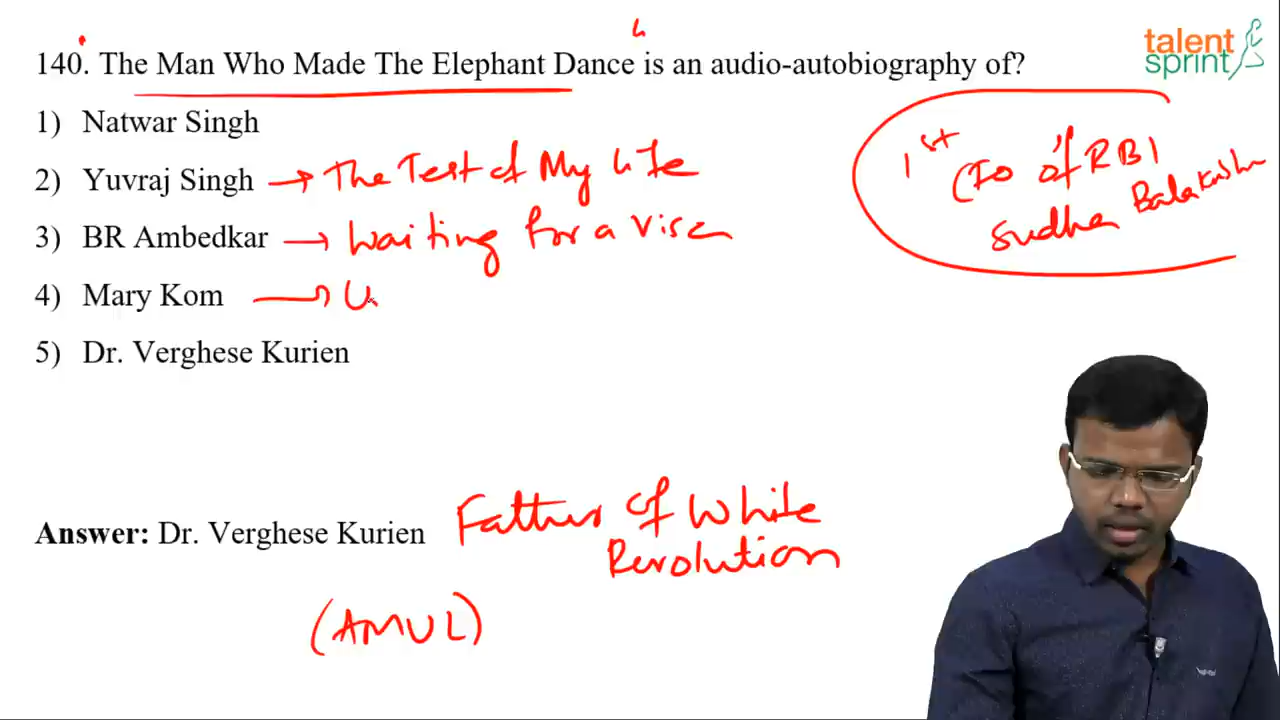 talent
sprint
140. The Man Who Made The Elephant Dance is an audio-autobiography of?
1) Natwar Singh
2) Yuvraj Singh → The Test of My Life
3) BR Ambedkar → Waiting for a Visa
4) Mary Kom → U
5) Dr. Verghese Kurien
1st CFO of RBI
Sudha
Answer: Dr. Verghese Kurien Father of White
Revolution
(AMUL)